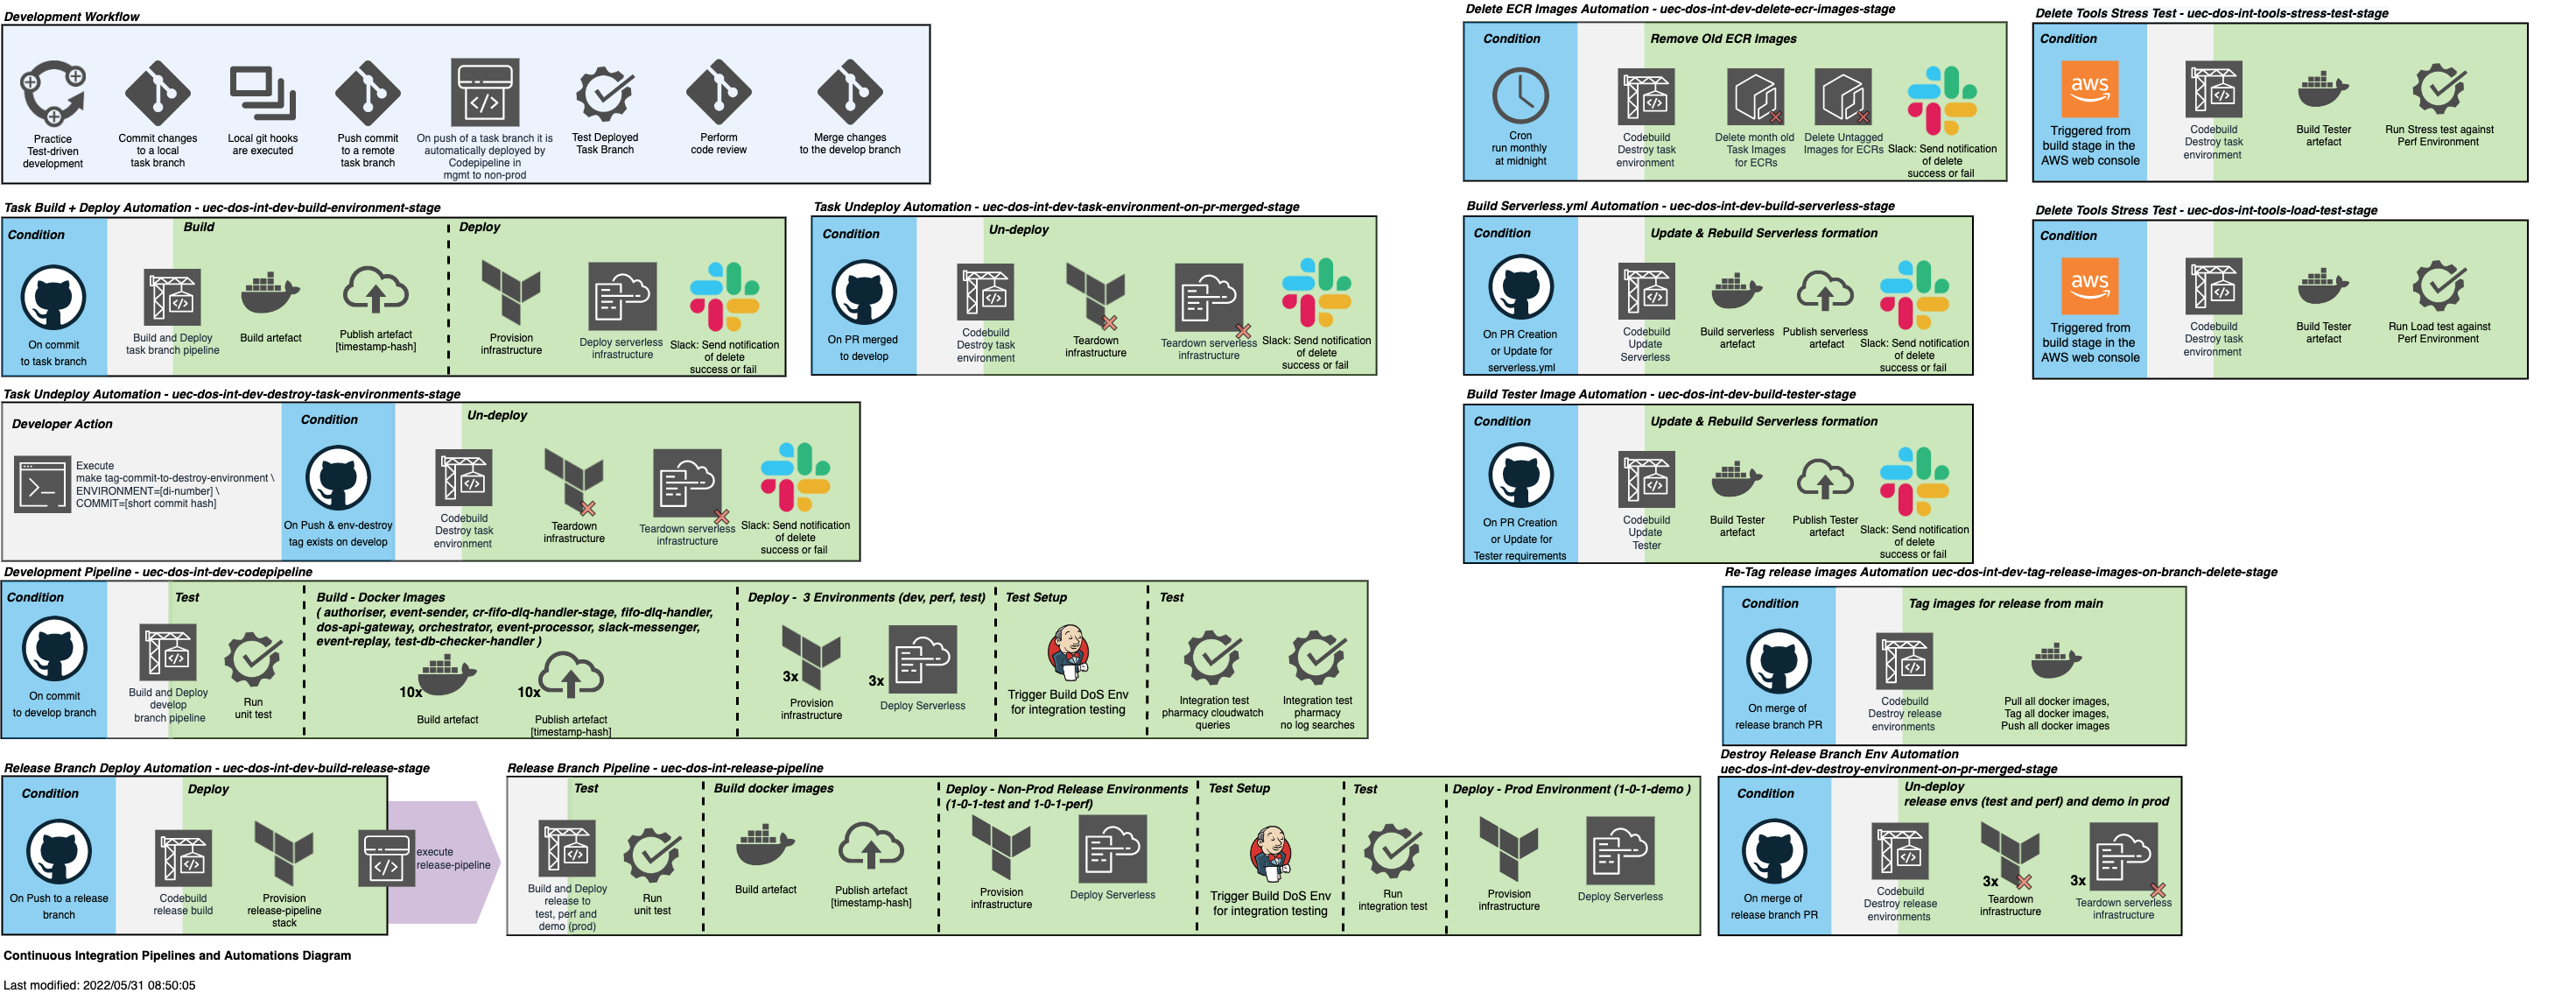 Development Workflow
Practice
Test-driven
development
Commit changes
to a local
task branch
Local git hooks
are executed
Push commit
to a remote
task branch
On push of a task branch it is
automatically deployed by
Codepipeline in
mgmt to non-prod
Test Deployed
Task Branch
Perform
code review
Merge changes
to the develop branch
Delete ECR Images Automation - uec-dos-int-dev-delete-ecr-images-stage
Condition
Remove Old ECR Images
Cron
run monthly
at midnight
Codebuild
Destroy task
environment
Delete month old
Task Images
for ECRs
Delete Untagged
Images for ECRs
Slack: Send notification
of delete
success or fail
Delete Tools Stress Test - uec-dos-int-tools-stress-test-stage
Condition
aws
Triggered from
build stage in the
AWS web console
Codebuild
Destroy task
environment
Build Tester
artefact
Run Stress test against
Perf Environment
Task Build + Deploy Automation - uec-dos-int-dev-build-environment-stage
Condition
Build
Deploy
On commit
to task branch
Build and Deploy
task branch pipeline
Build artefact
Publish artefact
[timestamp-hash]
Provision
infrastructure
Deploy serverless
infrastructure
Slack: Send notification
of delete
success or fail
Task Undeploy Automation - uec-dos-int-dev-task-environment-on-pr-merged-stage
Condition
Un-deploy
On PR merged
to develop
Codebuild
Destroy task
environment
Teardown
infrastructure
Teardown serverless
infrastructure
Slack: Send notification
of delete
success or fail
Build Serverless.yml Automation - uec-dos-int-dev-build-serverless-stage
Condition
Update & Rebuild Serverless formation
On PR Creation
or Update for
serverless.yml
Codebuild
Update
Serverless
Build serverless
artefact
Publish serverless
artefact
Slack: Send notification
of delete
success or fail
Delete Tools Stress Test - uec-dos-int-tools-load-test-stage
Condition
aws
Triggered from
build stage in the
AWS web console
Codebuild
Destroy task
environment
Build Tester
artefact
Run Load test against
Perf Environment
Task Undeploy Automation - uec-dos-int-dev-destroy-task-environments-stage
Developer Action
Condition
Un-deploy
Execute
make tag-commit-to-destroy-environment \
ENVIRONMENT=[di-number] \
COMMIT=[short commit hash]
On Push & env-destroy
tag exists on develop
Codebuild
Destroy task
environment
Teardown
infrastructure
Teardown serverless
infrastructure
Slack: Send notification
of delete
success or fail
Build Tester Image Automation - uec-dos-int-dev-build-tester-stage
Condition
Update & Rebuild Serverless formation
On PR Creation
or Update for
Tester requirements
Codebuild
Update
Tester
Build Tester
artefact
Publish Tester
artefact
Slack: Send notification
of delete
success or fail
Development Pipeline - uec-dos-int-dev-codepipeline
Condition
Test
Build - Docker Images
( authoriser, event-sender, cr-fifo-dlq-handler-stage, fifo-dlq-handler,
dos-api-gateway, orchestrator, event-processor, slack-messenger,
event-replay, test-db-checker-handler )
Deploy - 3 Environments (dev, perf, test)
Test Setup
Test
On commit
to develop branch
Build and Deploy
develop
branch pipeline
Run
unit test
10x
Build artefact
10x
Publish artefact
[timestamp-hash]
3x
Provision
infrastructure
3x
Deploy Serverless
Trigger Build DoS Env
for integration testing
Integration test
pharmacy cloudwatch
queries
Integration test
pharmacy
no log searches
Re-Tag release images Automation uec-dos-int-dev-tag-release-images-on-branch-delete-stage
Condition
Tag images for release from main
On merge of
release branch PR
Codebuild
Destroy release
environments
Pull all docker images,
Tag all docker images,
Push all docker images
Release Branch Deploy Automation - uec-dos-int-dev-build-release-stage
Condition
Deploy
On Push to a release
branch
Codebuild
release build
Provision
release-pipeline
stack
execute
release-pipeline
Release Branch Pipeline - uec-dos-int-release-pipeline
Test
Build docker images
Deploy - Non-Prod Release Environments
(1-0-1-test and 1-0-1-perf)
Test Setup
Test
Deploy - Prod Environment (1-0-1-demo )
Build and Deploy
release to
test, perf and
demo (prod)
Run
unit test
Build artefact
Publish artefact
[timestamp-hash]
Provision
infrastructure
Deploy Serverless
Trigger Build DoS Env
for integration testing
Run
integration test
Provision
infrastructure
Deploy Serverless
Destroy Release Branch Env Automation
uec-dos-int-dev-destroy-environment-on-pr-merged-stage
Condition
Un-deploy
release envs (test and perf) and demo in prod
On merge of
release branch PR
Codebuild
Destroy release
environments
3x
Teardown
infrastructure
3x
Teardown serverless
infrastructure
Continuous Integration Pipelines and Automations Diagram
Last modified: 2022/05/31 08:50:05